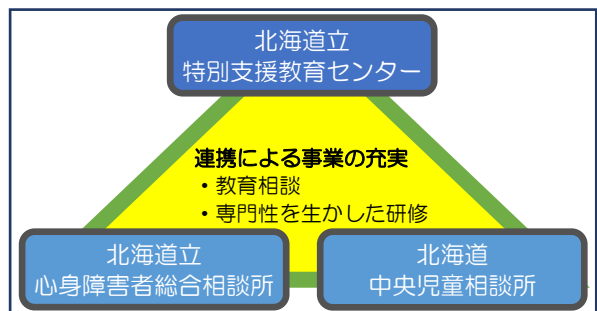 北海道立
特別支援教育センター
連携による事業の充実
・教育相談
・専門性を生かした研修
北海道立
心身障害者総合相談所
北海道
中央児童相談所